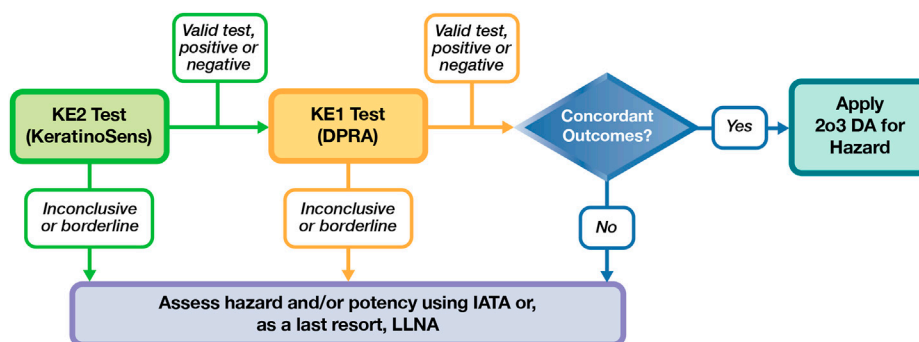 Valid test,
positive or
negative
Valid test,
positive or
negative
KE2 Test
(KeratinoSens)
KE1 Test
(DPRA)
Concordant
Outcomes?
Yes
Apply
2o3 DA for
Hazard
Inconclusive
or borderline
Inconclusive
or borderline
No
Assess hazard and/or potency using IATA or,
as a last resort, LLNA